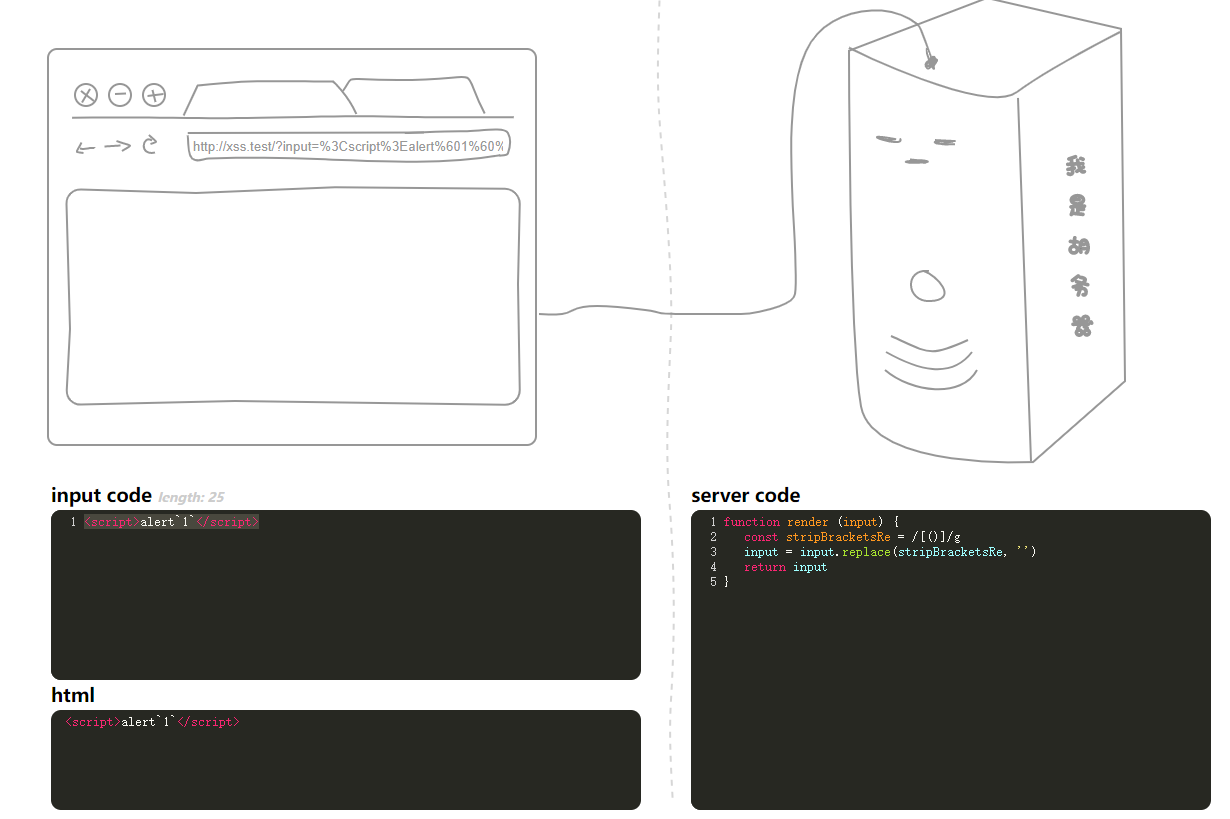 http://xss.test/?input=%3Cscript%3Ealert%601%60%
我
是
胡
务
器
input code length: 25
1 <script>alert`1`</script>
html
<script>alert`1`</script>
server code
1 function render (input) {
2 const stripBracketsRe = /[()]/g
3 input = input.replace(stripBracketsRe, '')
4 return input
5 }